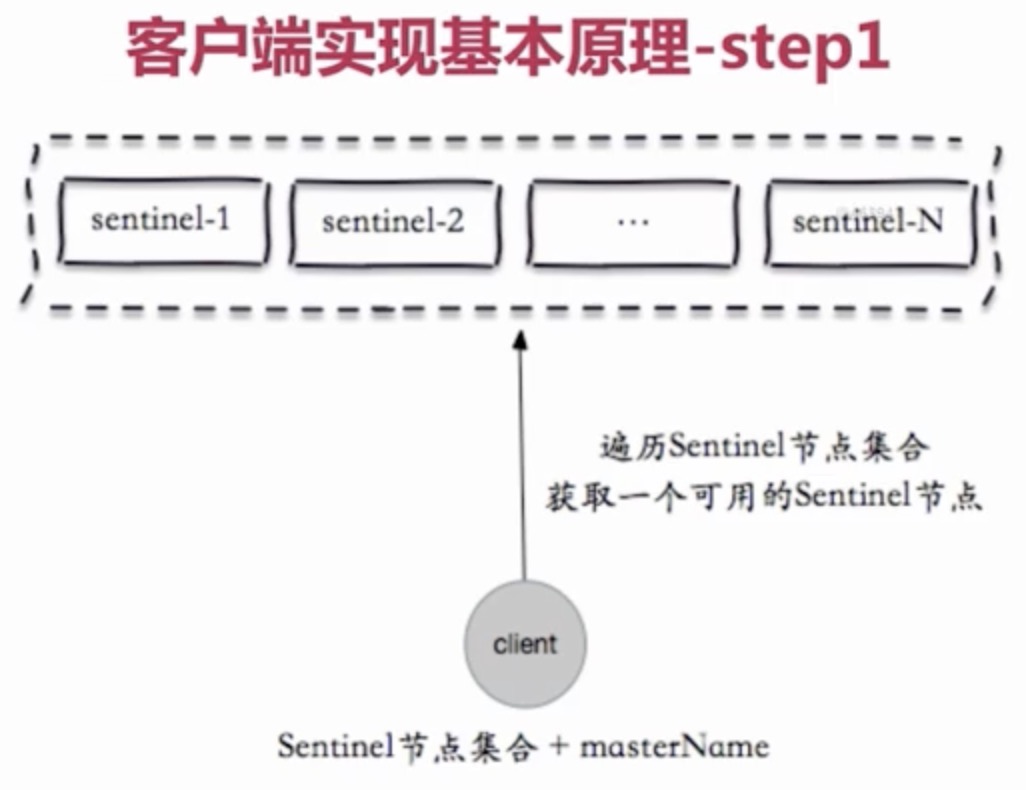 客户端实现基本原理-step1
sentinel-1
sentinel-2
...
sentinel-N
遍历Sentinel节点集合
获取一个可用的Sentinel节点
client
Sentinel节点集合 + masterName